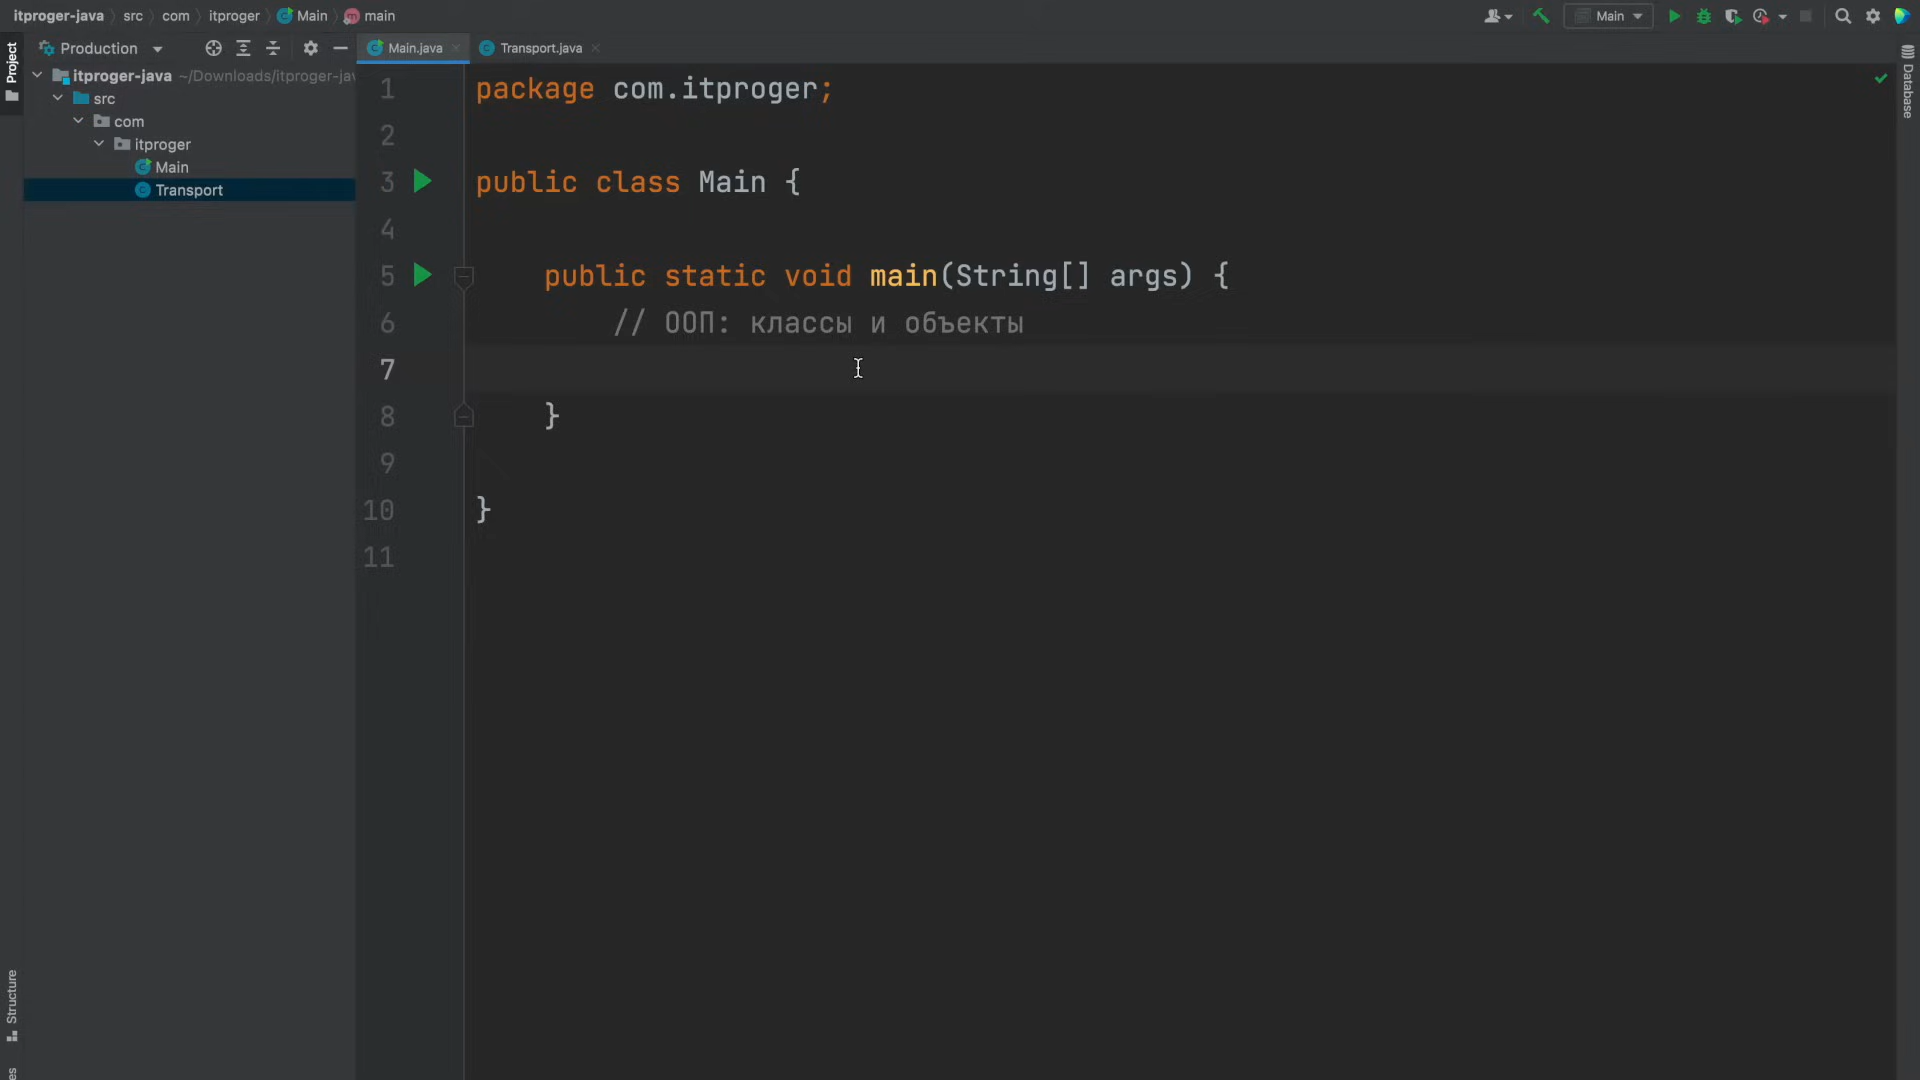 itproger-java src com itproger Main main
Main
Project
Production
Main.java
Transport.java
itproger-java ~/Downloads/itproger-jav
src
com
itproger
Main
Transport
1 package com.itproger;
2
3 public class Main {
4
5 public static void main(String[] args) {
6 // ООП: классы и объекты
7
8 }
9
10 }
11
Database
Structure